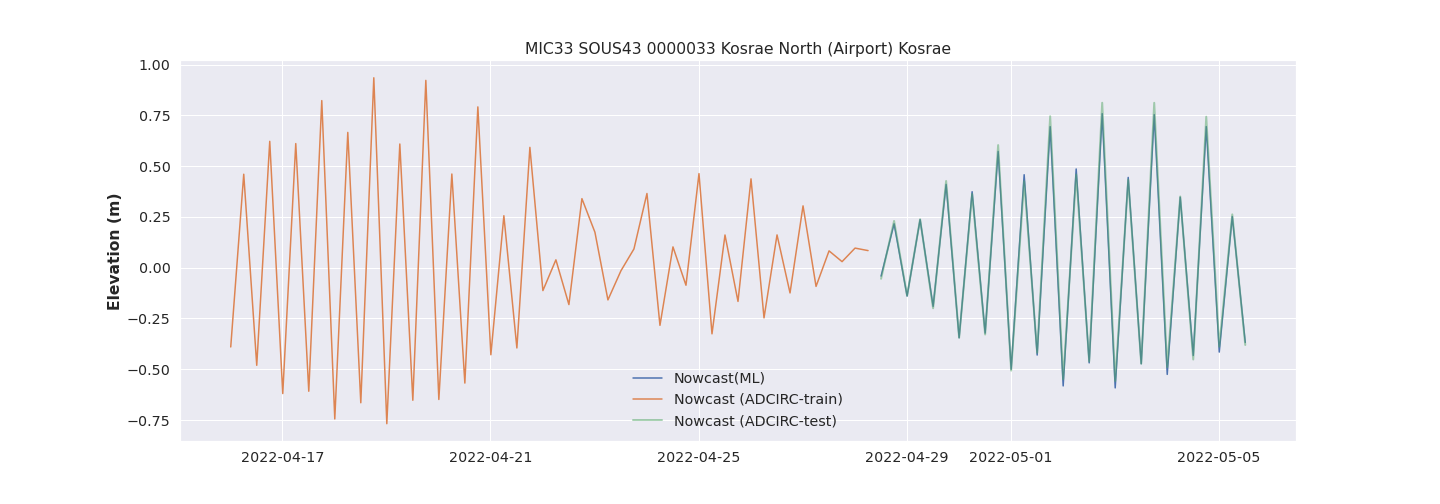 MIC33 SOUS43 0000033 Kosrae North (Airport) Kosrae
1.00
0.75
0.50
0.25
0.00
−0.25
−0.50
−0.75
Elevation (m)
Nowcast(ML)
Nowcast (ADCIRC-train)
Nowcast (ADCIRC-test)
2022-04-17 2022-04-21 2022-04-25 2022-04-29 2022-05-01 2022-05-05